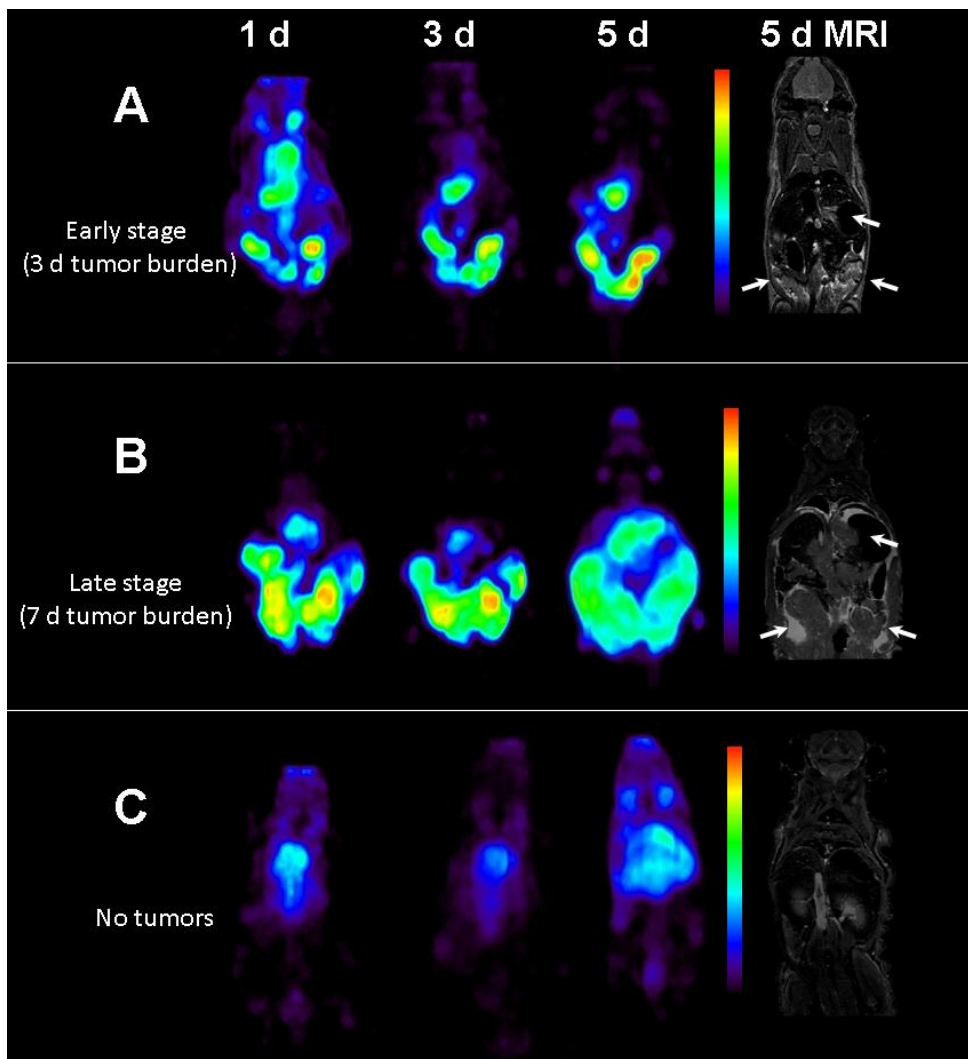 1 d 3 d 5 d 5 d MRI
A
Early stage
(3 d tumor burden)
B
Late stage
(7 d tumor burden)
C
No tumors